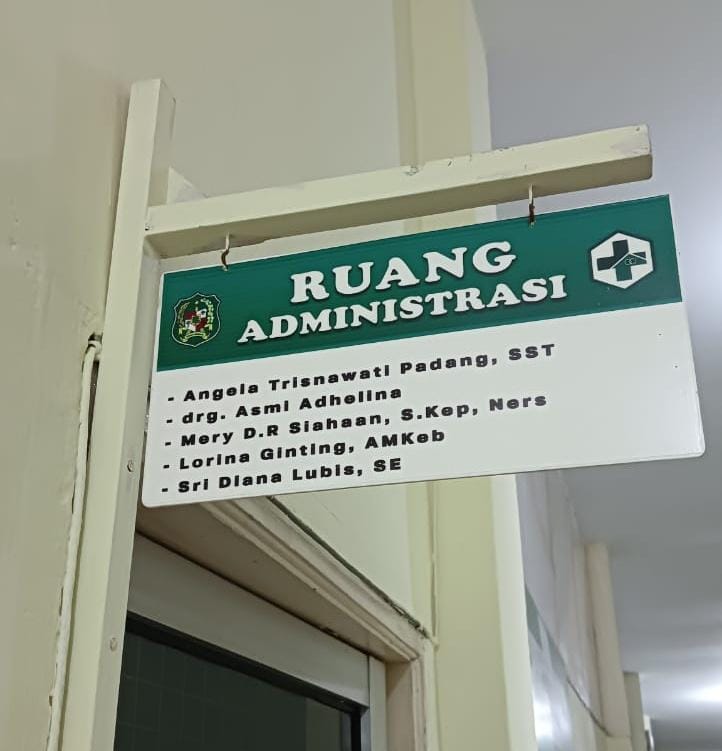 RUANG
ADMINISTRASI
- Angela Trisnawati Padang, SST
- drg. Asmi Adhelina
- Mery D.R Siahaan, S.Kep, Ners
- Lorina Ginting, AMKeb
- Sri Diana Lubis, SE